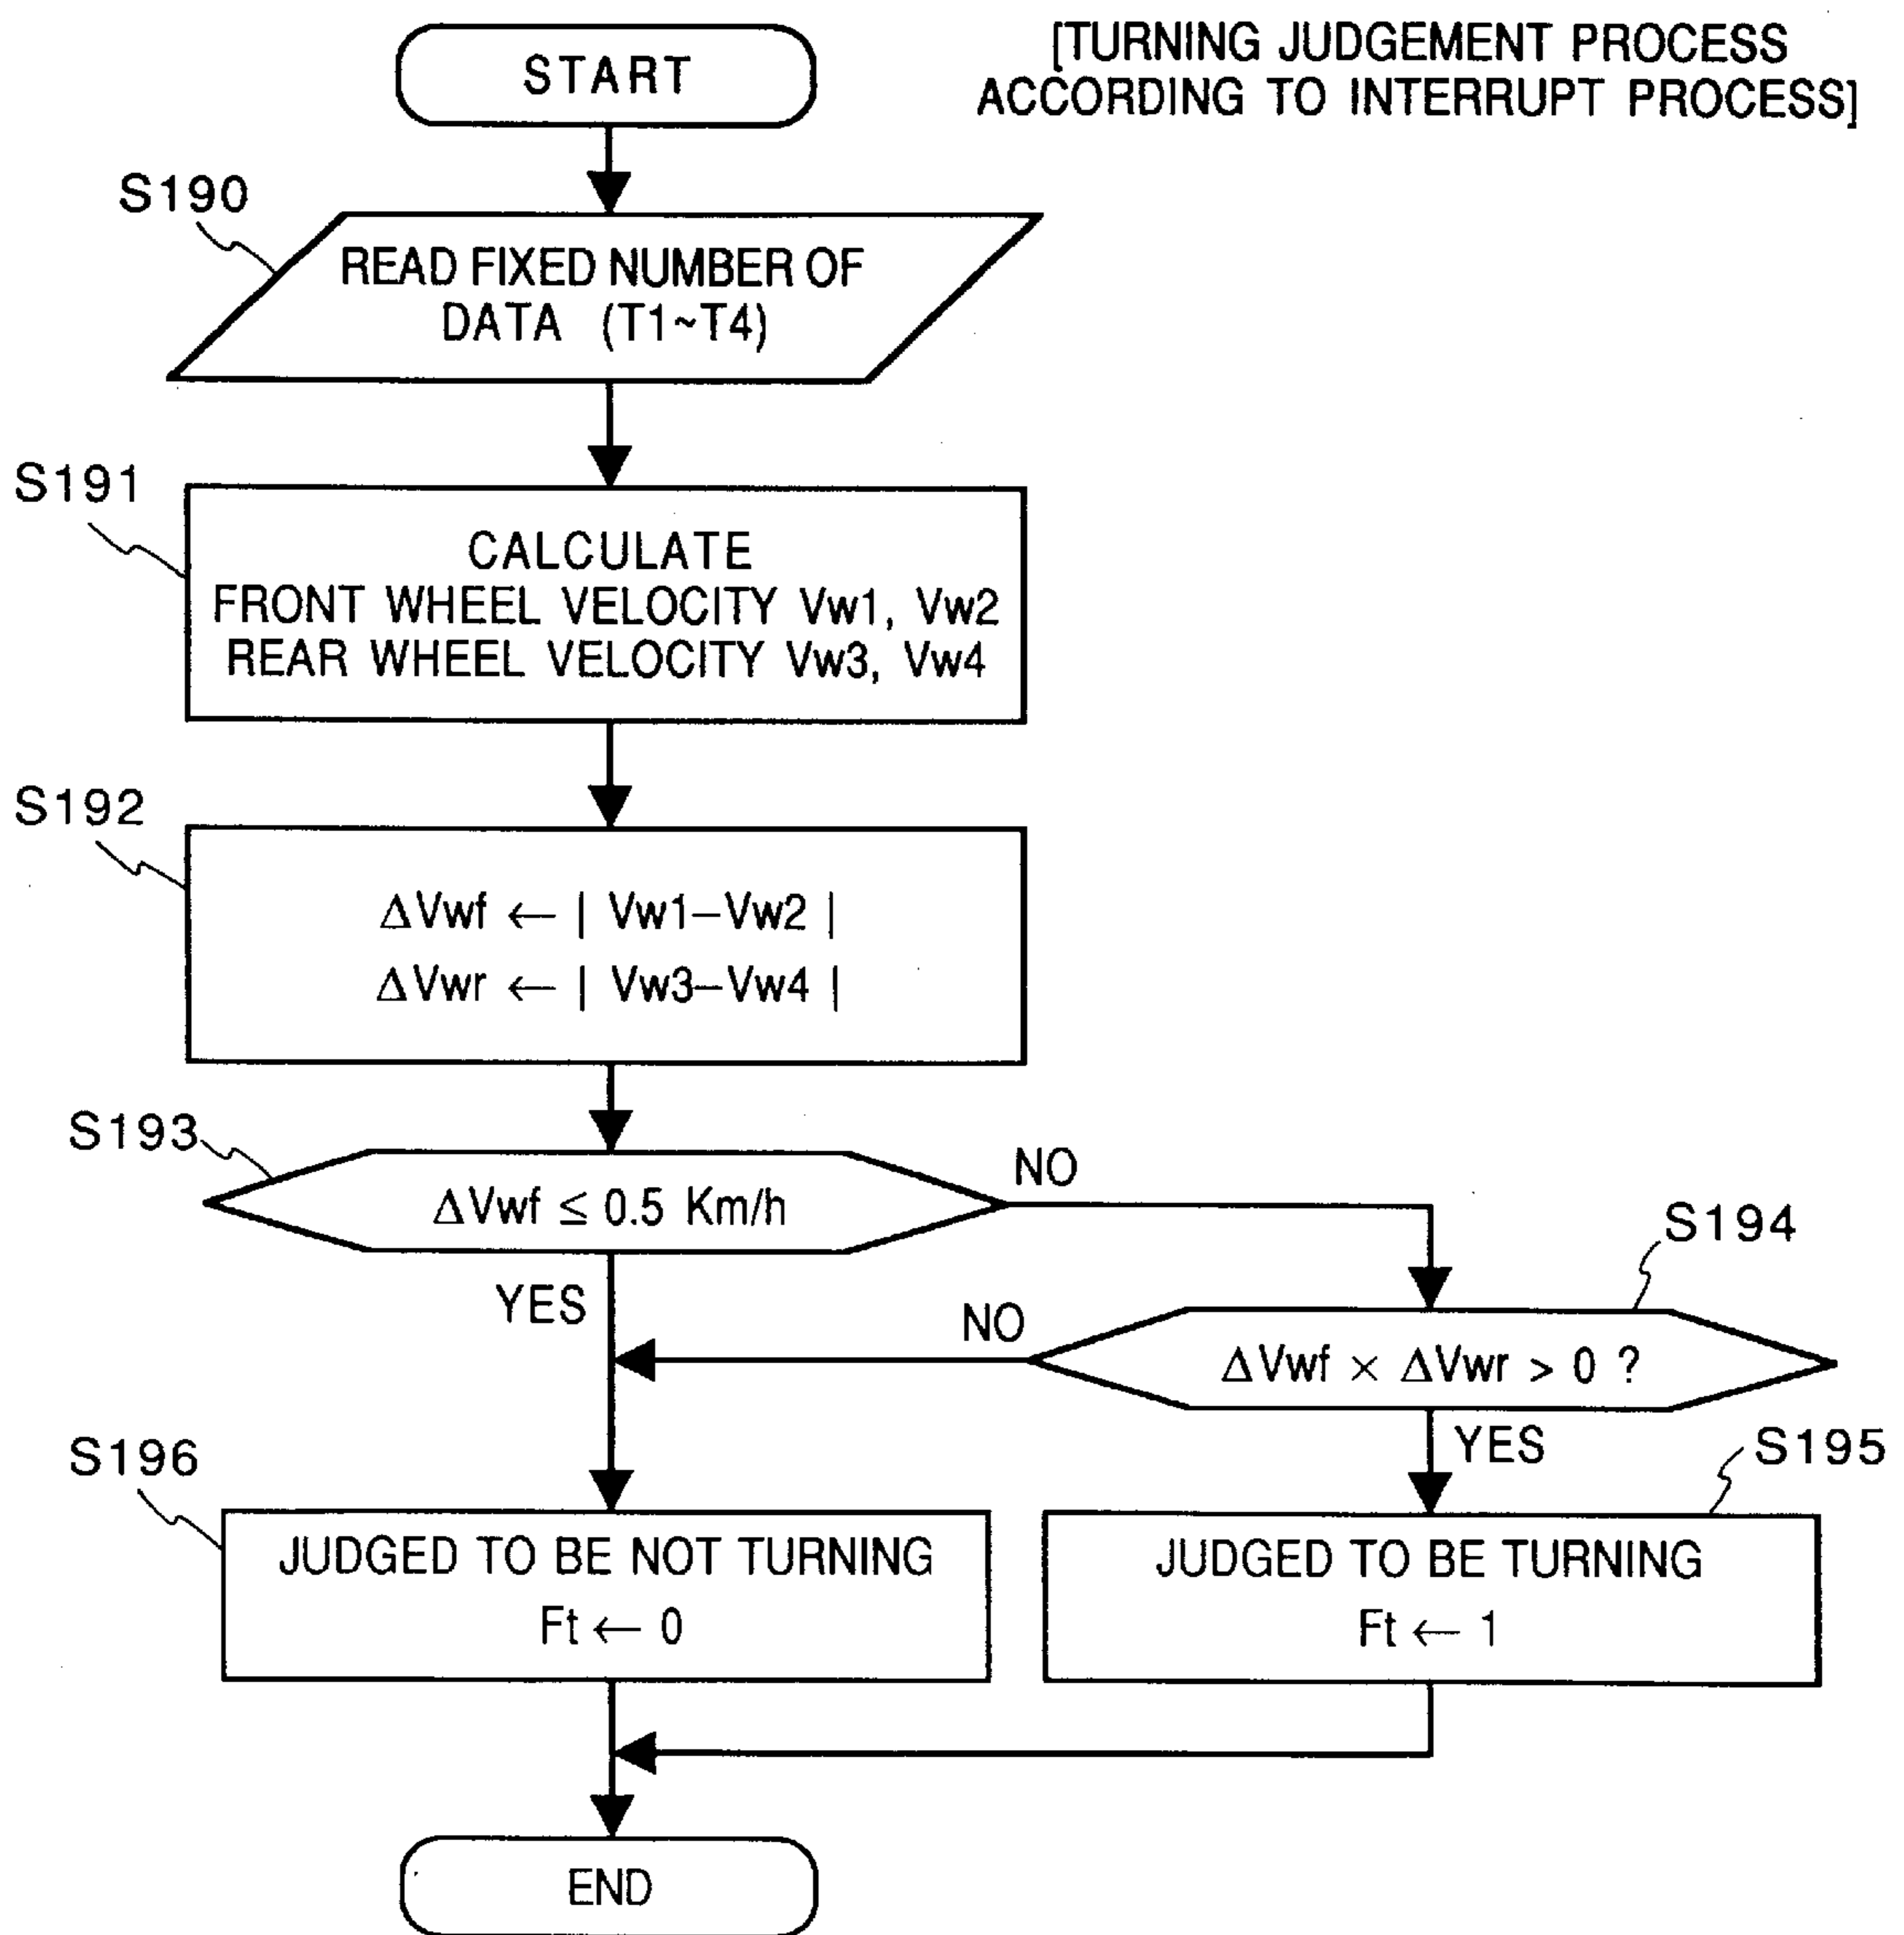 [TURNING JUDGEMENT PROCESS
ACCORDING TO INTERRUPT PROCESS]
START
S190
READ FIXED NUMBER OF
DATA (T1~T4)
S191
CALCULATE
FRONT WHEEL VELOCITY Vw1, Vw2
REAR WHEEL VELOCITY Vw3, Vw4
S192
ΔVwf ← | Vw1–Vw2 |
ΔVwr ← | Vw3–Vw4 |
S193
ΔVwf ≤ 0.5 Km/h
NO
YES
S194
ΔVwf × ΔVwr > 0 ?
NO
YES
S196
JUDGED TO BE NOT TURNING
Ft ← 0
S195
JUDGED TO BE TURNING
Ft ← 1
END